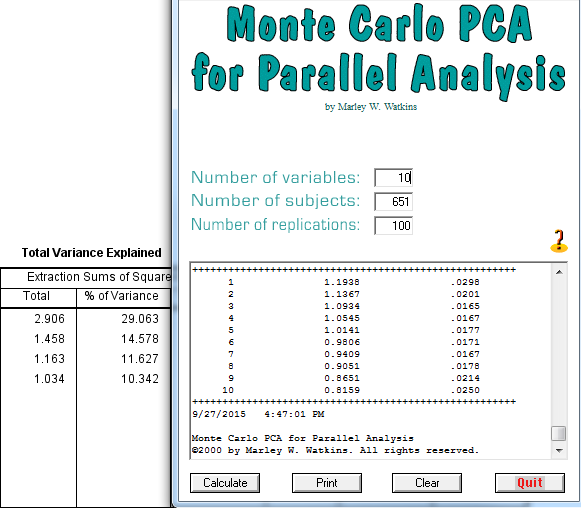 Monte Carlo PCA
for Parallel Analysis
by Marley W. Watkins
Number of variables: 10
Number of subjects: 651
Number of replications: 100
?
Total Variance Explained
Extraction Sums of Square
Total % of Variance
2.906 29.063
1.458 14.578
1.163 11.627
1.034 10.342
++++++++++++++++++++++++++++++++++++++++++++++++++++++
1 1.1938 .0298
2 1.1367 .0201
3 1.0934 .0165
4 1.0545 .0167
5 1.0141 .0177
6 0.9806 .0171
7 0.9409 .0167
8 0.9051 .0178
9 0.8651 .0214
10 0.8159 .0250
++++++++++++++++++++++++++++++++++++++++++++++++++++++
9/27/2015 4:47:01 PM
Monte Carlo PCA for Parallel Analysis
©2000 by Marley W. Watkins. All rights reserved.
Calculate Print Clear Quit